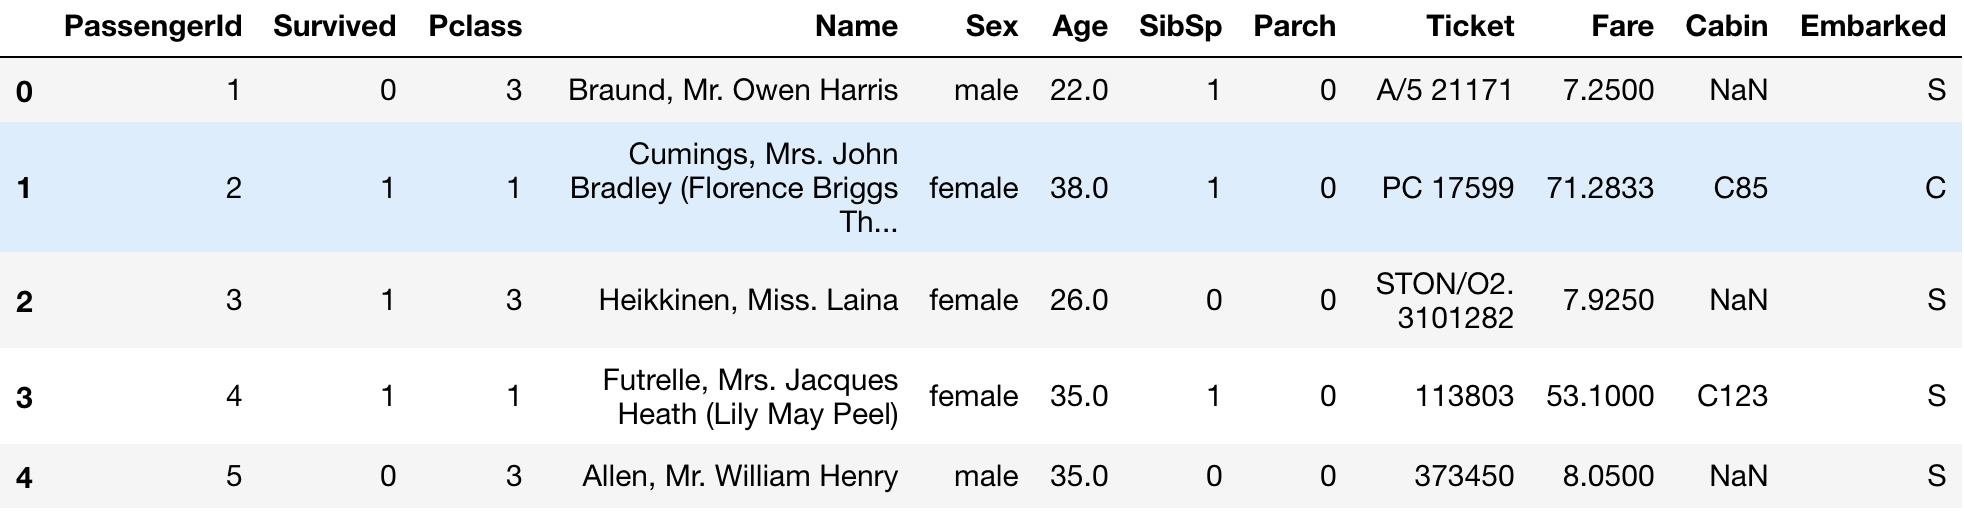 PassengerId Survived Pclass Name Sex Age SibSp Parch Ticket Fare Cabin Embarked
0 1 0 3 Braund, Mr. Owen Harris male 22.0 1 0 A/5 21171 7.2500 NaN S
1 2 1 1 Cumings, Mrs. John
Bradley (Florence Briggs
Th... female 38.0 1 0 PC 17599 71.2833 C85 C
2 3 1 3 Heikkinen, Miss. Laina female 26.0 0 0 STON/O2.
3101282 7.9250 NaN S
3 4 1 1 Futrelle, Mrs. Jacques
Heath (Lily May Peel) female 35.0 1 0 113803 53.1000 C123 S
4 5 0 3 Allen, Mr. William Henry male 35.0 0 0 373450 8.0500 NaN S